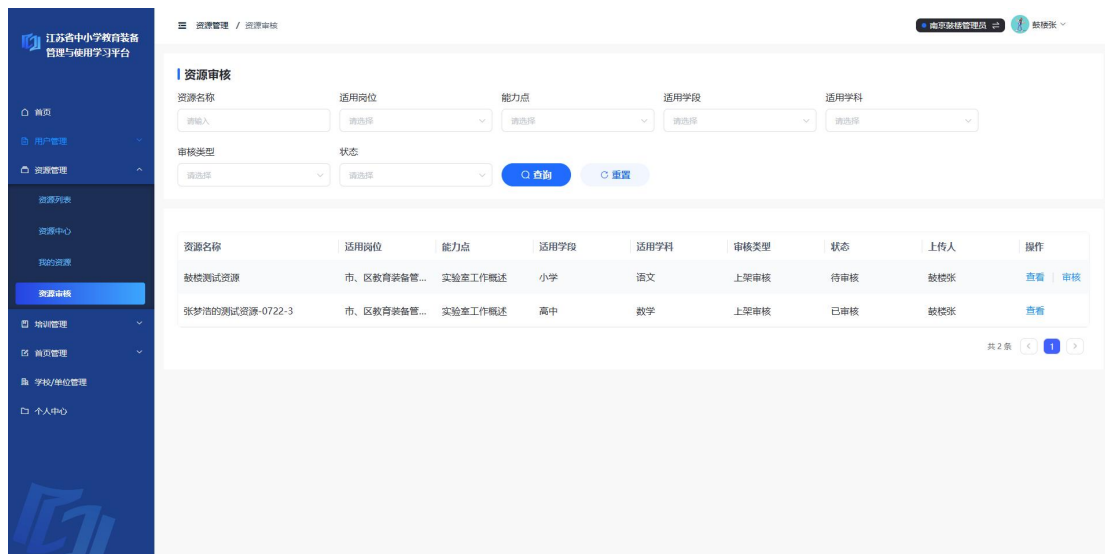 江苏省中小学教育装备
管理与使用学习平台
首页
用户管理
资源管理
资源列表
资源中心
我的资源
资源审核
培训管理
首页管理
学校/单位管理
个人中心
资源管理 / 资源审核
南京鼓楼管理员 鼓楼张
资源审核
资源名称 适用岗位 能力点 适用学段 适用学科
请输入 请选择 请选择 请选择 请选择
审核类型 状态
请选择 请选择 查询 重置
资源名称 适用岗位 能力点 适用学段 适用学科 审核类型 状态 上传人 操作
鼓楼测试资源 市、区教育装备管... 实验室工作概述 小学 语文 上架审核 待审核 鼓楼张 查看 审核
张梦浩的测试资源-0722-3 市、区教育装备管... 实验室工作概述 高中 数学 上架审核 已审核 鼓楼张 查看
共 2 条 < 1 >